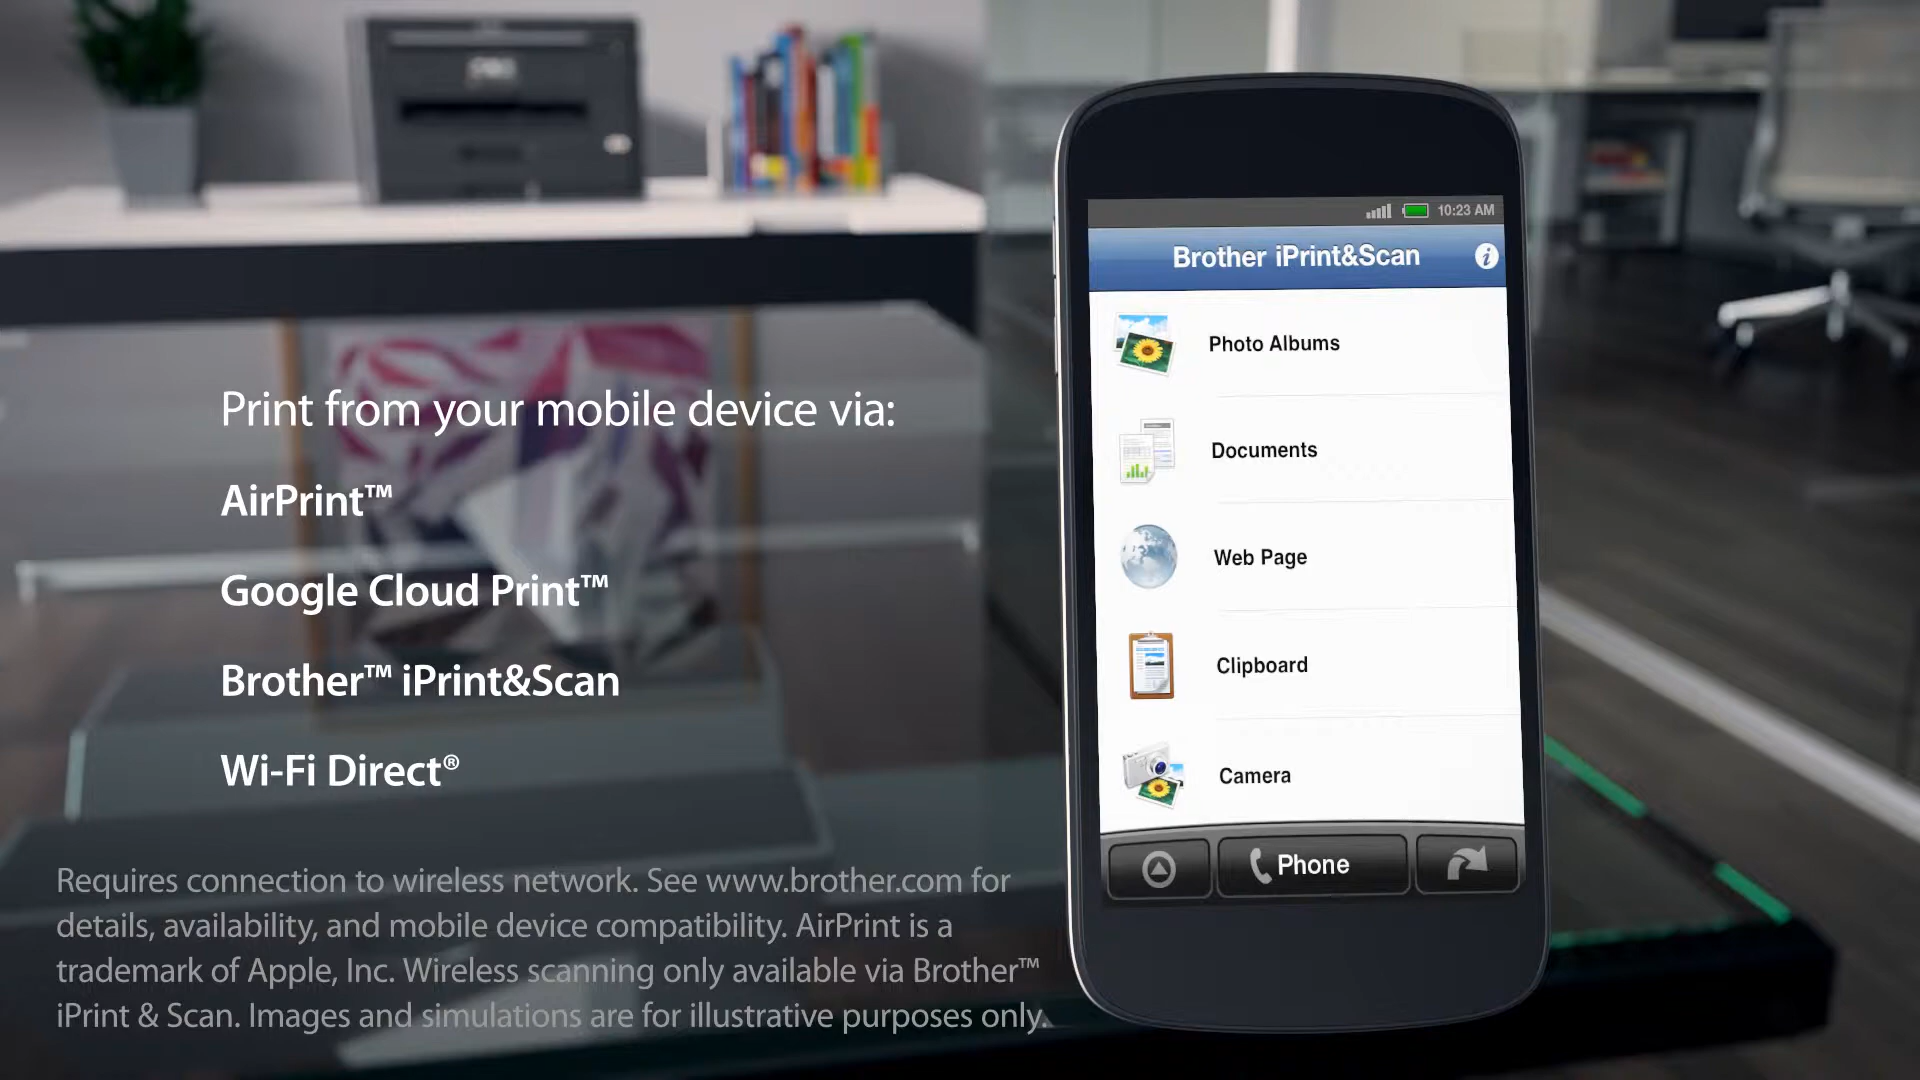 Print from your mobile device via:
AirPrint™
Google Cloud Print™
Brother™ iPrint&Scan
Wi-Fi Direct®
Requires connection to wireless network. See www.brother.com for
details, availability, and mobile device compatibility. AirPrint is a
trademark of Apple, Inc. Wireless scanning only available via Brother™
iPrint & Scan. Images and simulations are for illustrative purposes only.
10:23 AM
Brother iPrint&Scan i
Photo Albums
Documents
Web Page
Clipboard
Camera
Phone